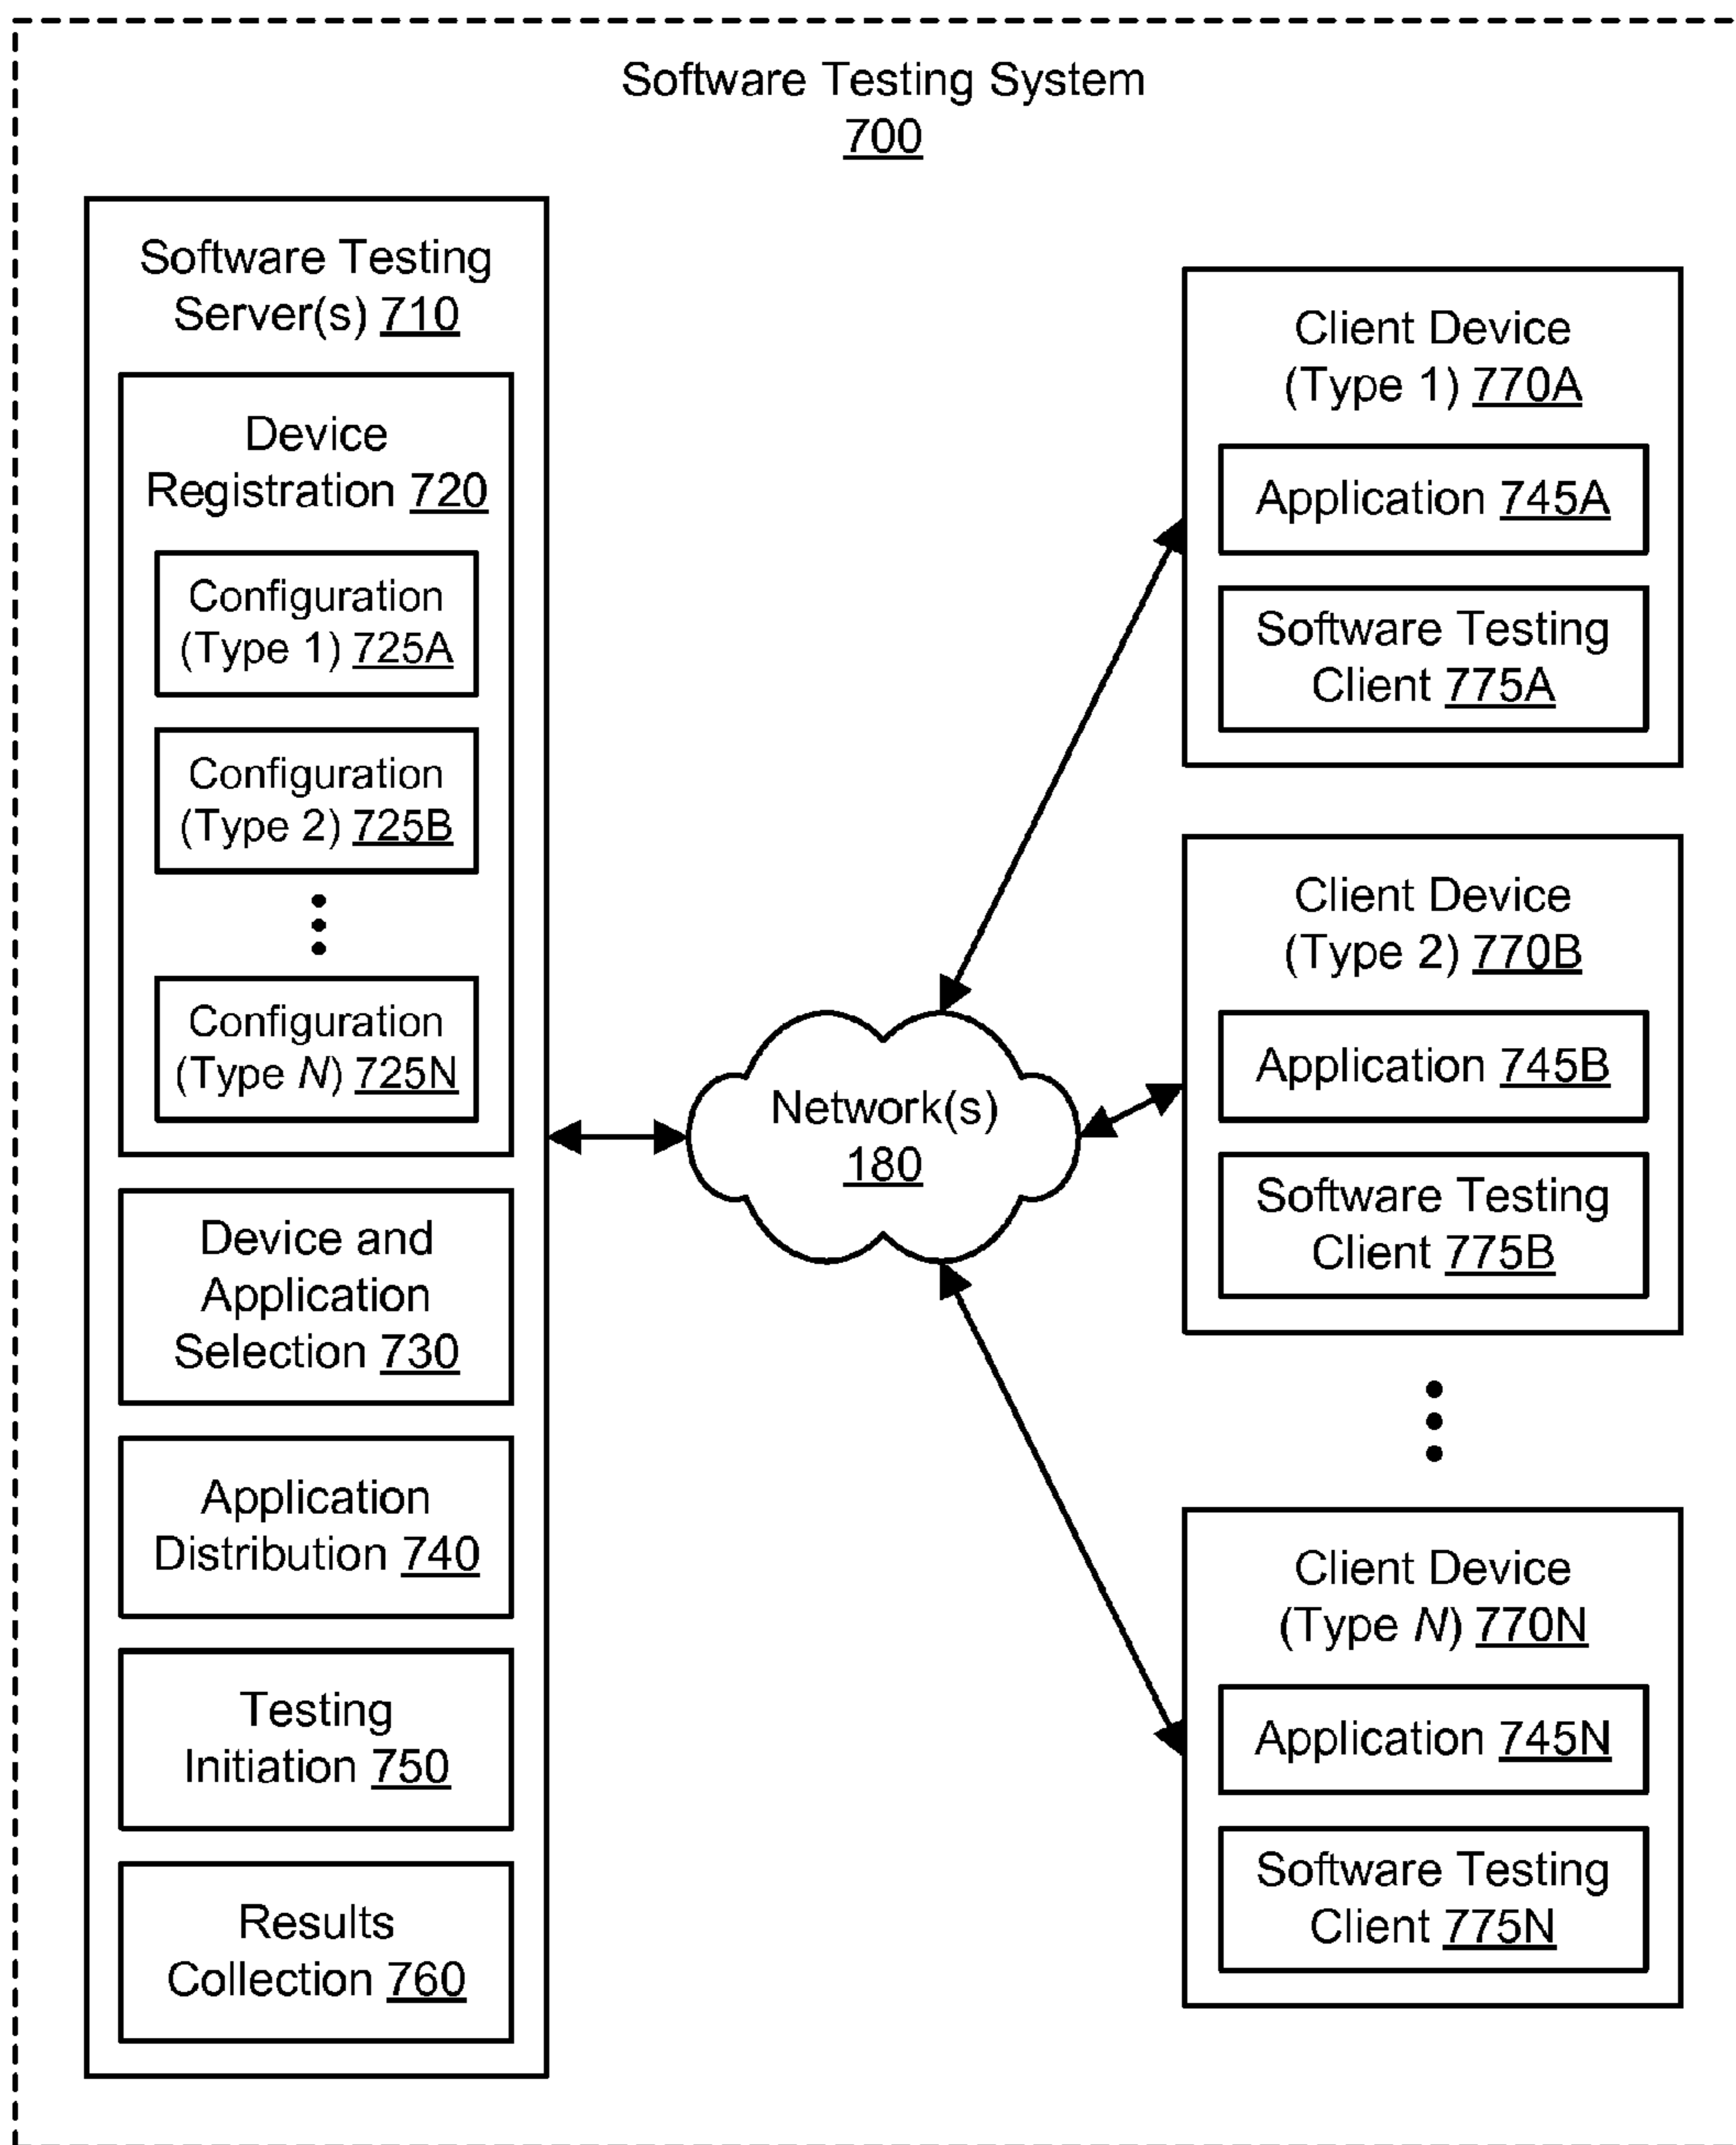 Software Testing System
700
Software Testing
Server(s) 710
Device
Registration 720
Configuration
(Type 1) 725A
Configuration
(Type 2) 725B
Configuration
(Type N) 725N
Device and
Application
Selection 730
Application
Distribution 740
Testing
Initiation 750
Results
Collection 760
Network(s)
180
Client Device
(Type 1) 770A
Application 745A
Software Testing
Client 775A
Client Device
(Type 2) 770B
Application 745B
Software Testing
Client 775B
Client Device
(Type N) 770N
Application 745N
Software Testing
Client 775N